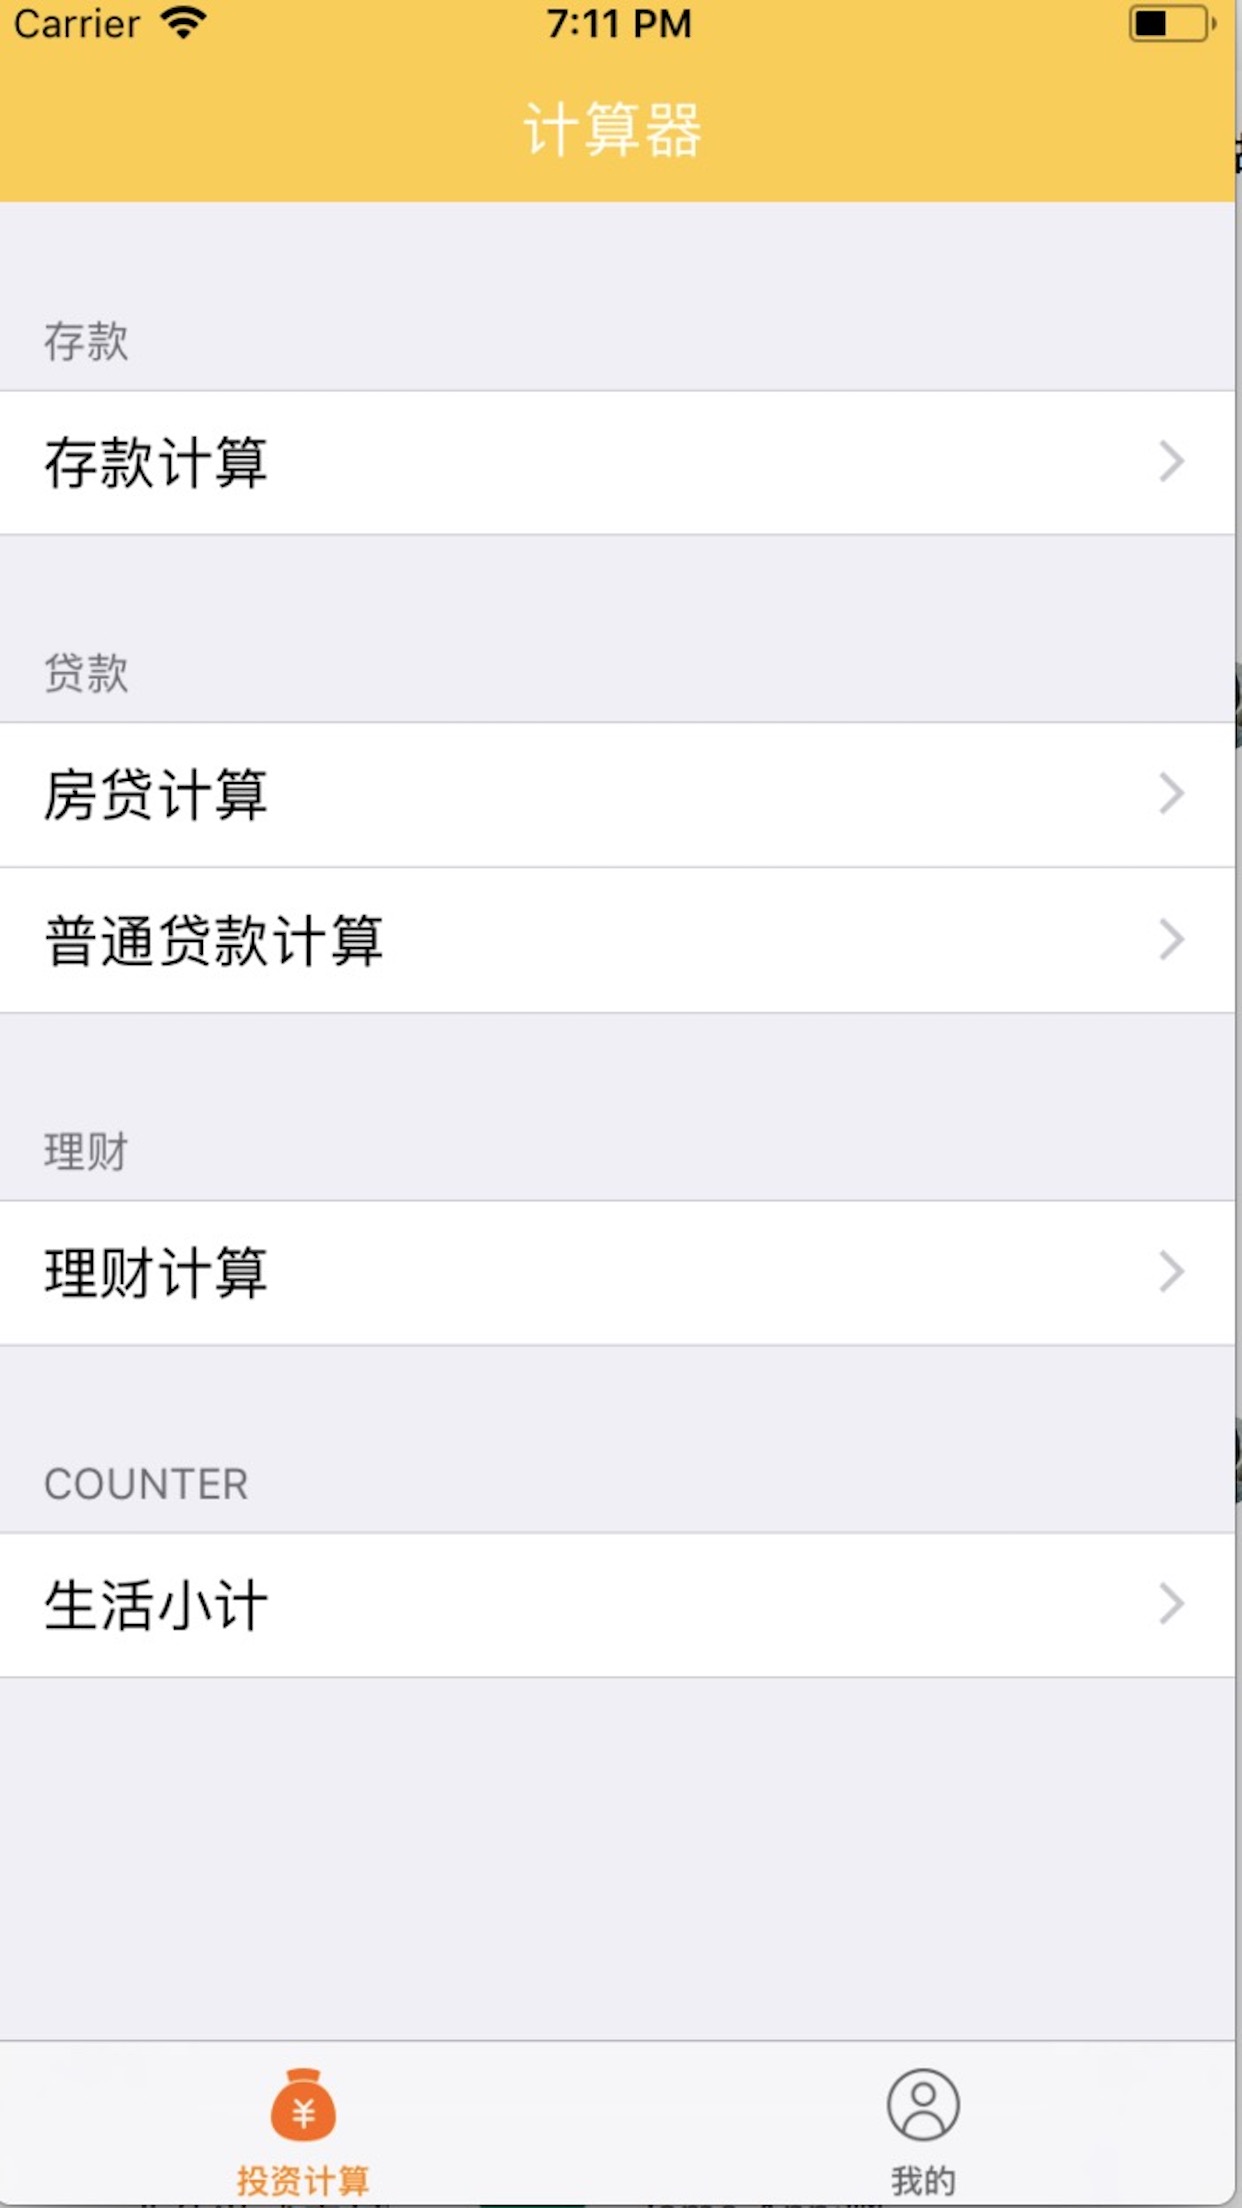 Carrier 7:11 PM
计算器
存款
存款计算
贷款
房贷计算
普通贷款计算
理财
理财计算
COUNTER
生活小计
¥
投资计算 我的